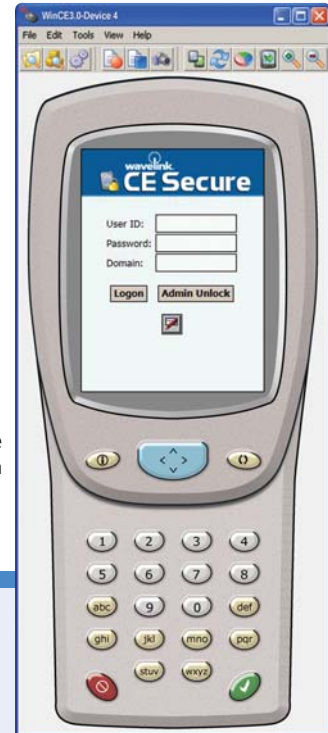 WinCE3.0-Device 4
File Edit Tools View Help
wavelink
CE Secure
User ID:
Password:
Domain:
Logon Admin Unlock
1 2 3 4
5 6 7 8
abc 9 0 def
ghi jkl mno pqr
stuv wxyz